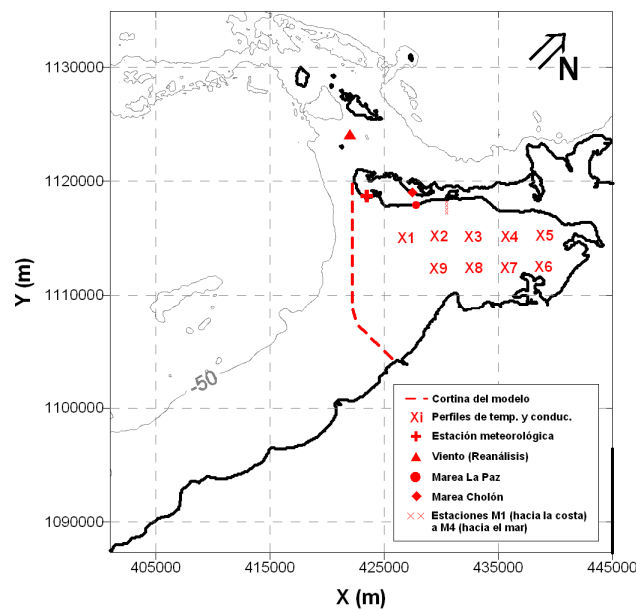 1130000
1120000
1110000
1100000
1090000
Y (m)
N
X1 X2 X3 X4 X5
X9 X8 X7 X6
-50
Cortina del modelo
Xi Perfiles de temp. y conduc.
Estación meteorológica
Viento (Reanálisis)
Marea La Paz
Marea Cholón
Estaciones M1 (hacia la costa)
a M4 (hacia el mar)
405000 415000 425000 435000 445000
X (m)